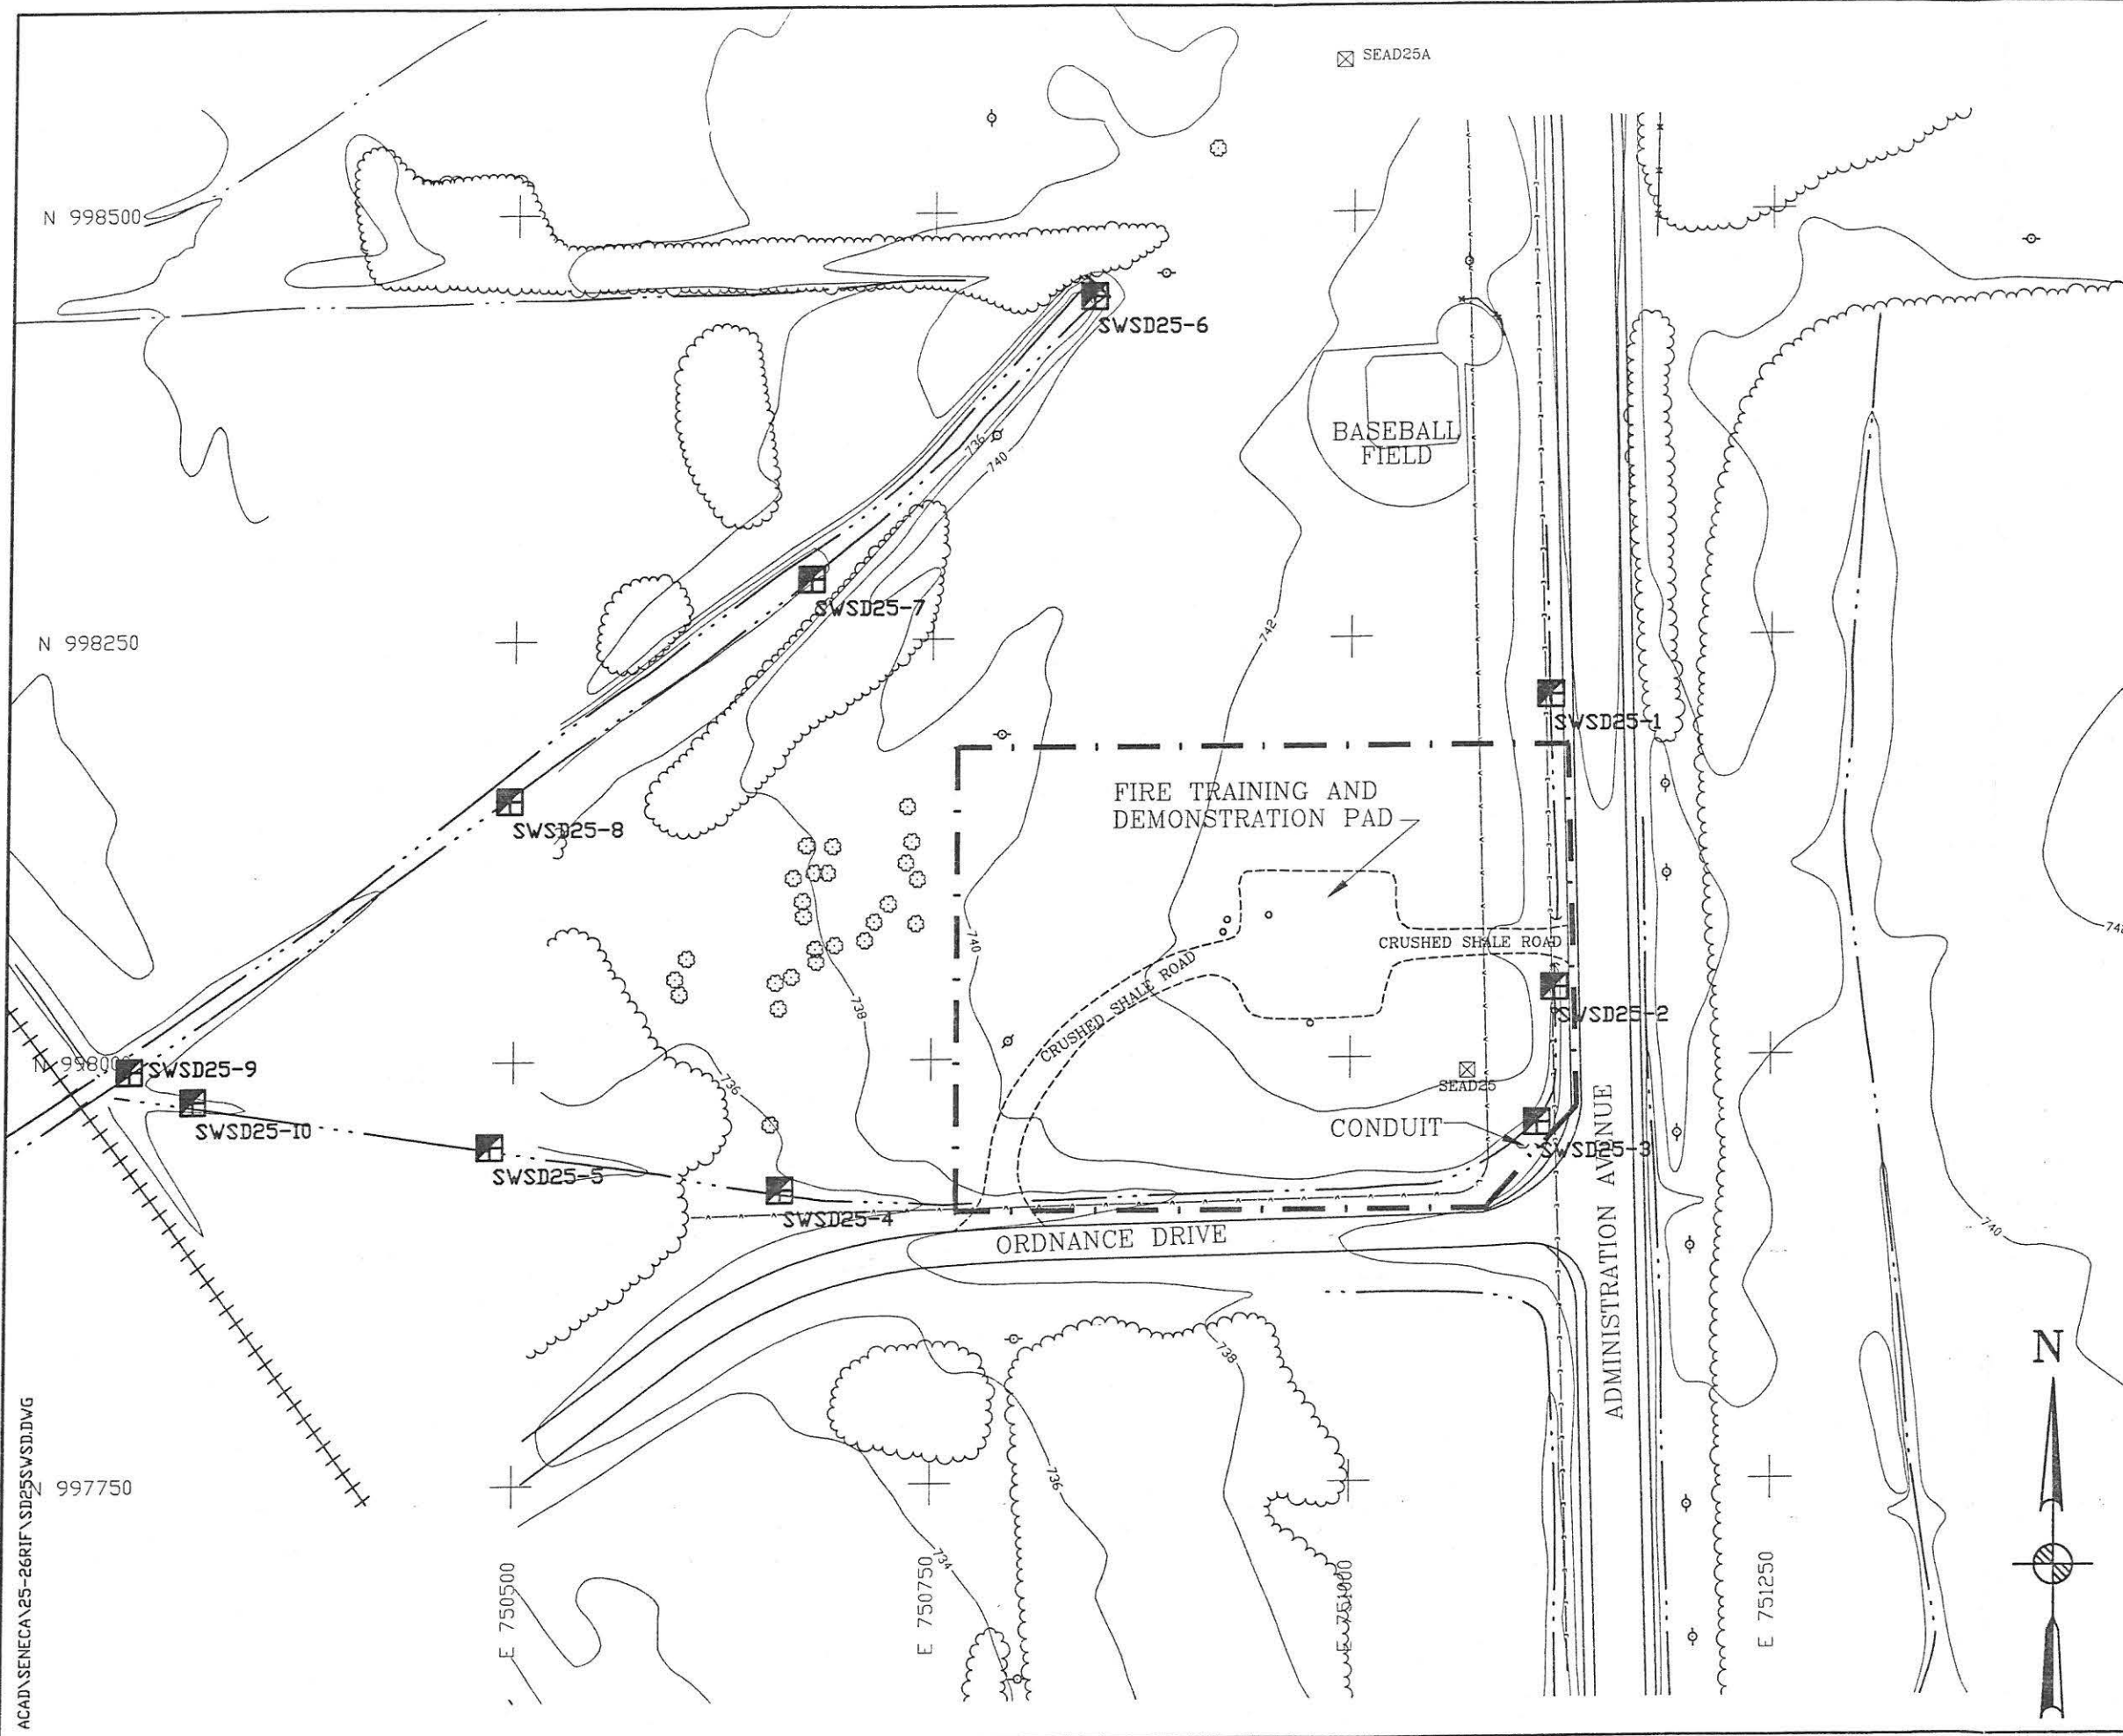 SEAD25A
N 998500
SWSD25-6
BASEBALL
FIELD
736
740
SWSD25-7
742
N 998250
SWSD25-1
FIRE TRAINING AND
DEMONSTRATION PAD
SWSD25-8
740
CRUSHED SHALE ROAD
742
CRUSHED SHALE ROAD
738
SWSD25-2
N 998000
SWSD25-9
736
SEAD25
SWSD25-10
CONDUIT
SWSD25-3
SWSD25-5
SWSD25-4
ORDNANCE DRIVE
ADMINISTRATION AVENUE
740
738
N
736
N 997750
734
E 750500
E 750750
E 751000
E 751250
ACAD\SENECA\25-26RIF\SD25SWSD.DWG